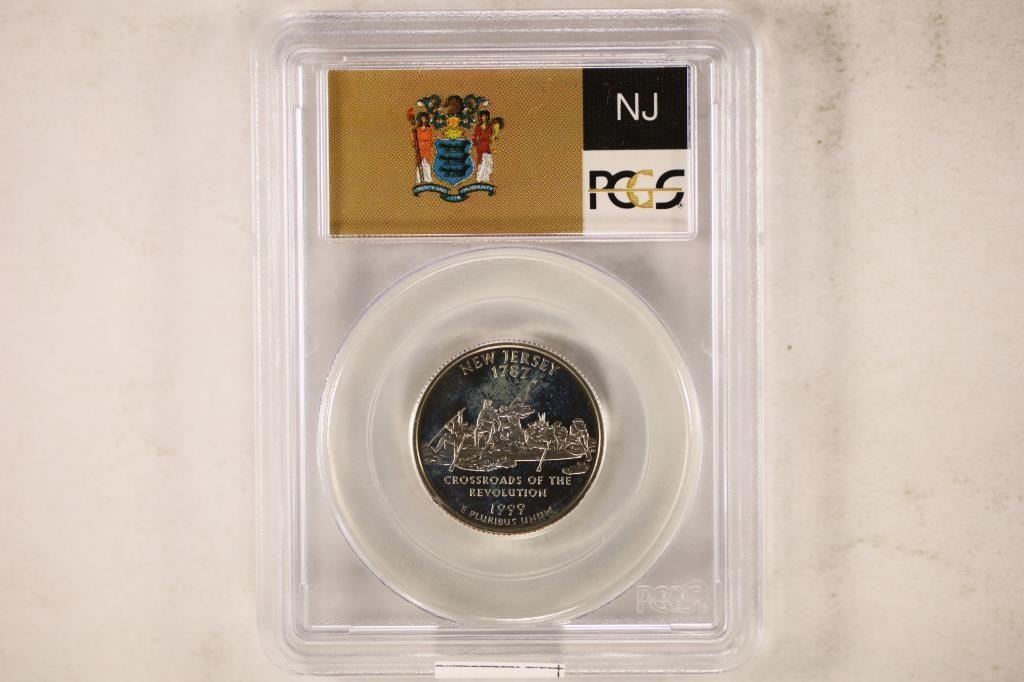 NJ
PCGS
NEW JERSEY
1787
CROSSROADS OF THE
REVOLUTION
1999
E PLURIBUS UNUM
PCGS